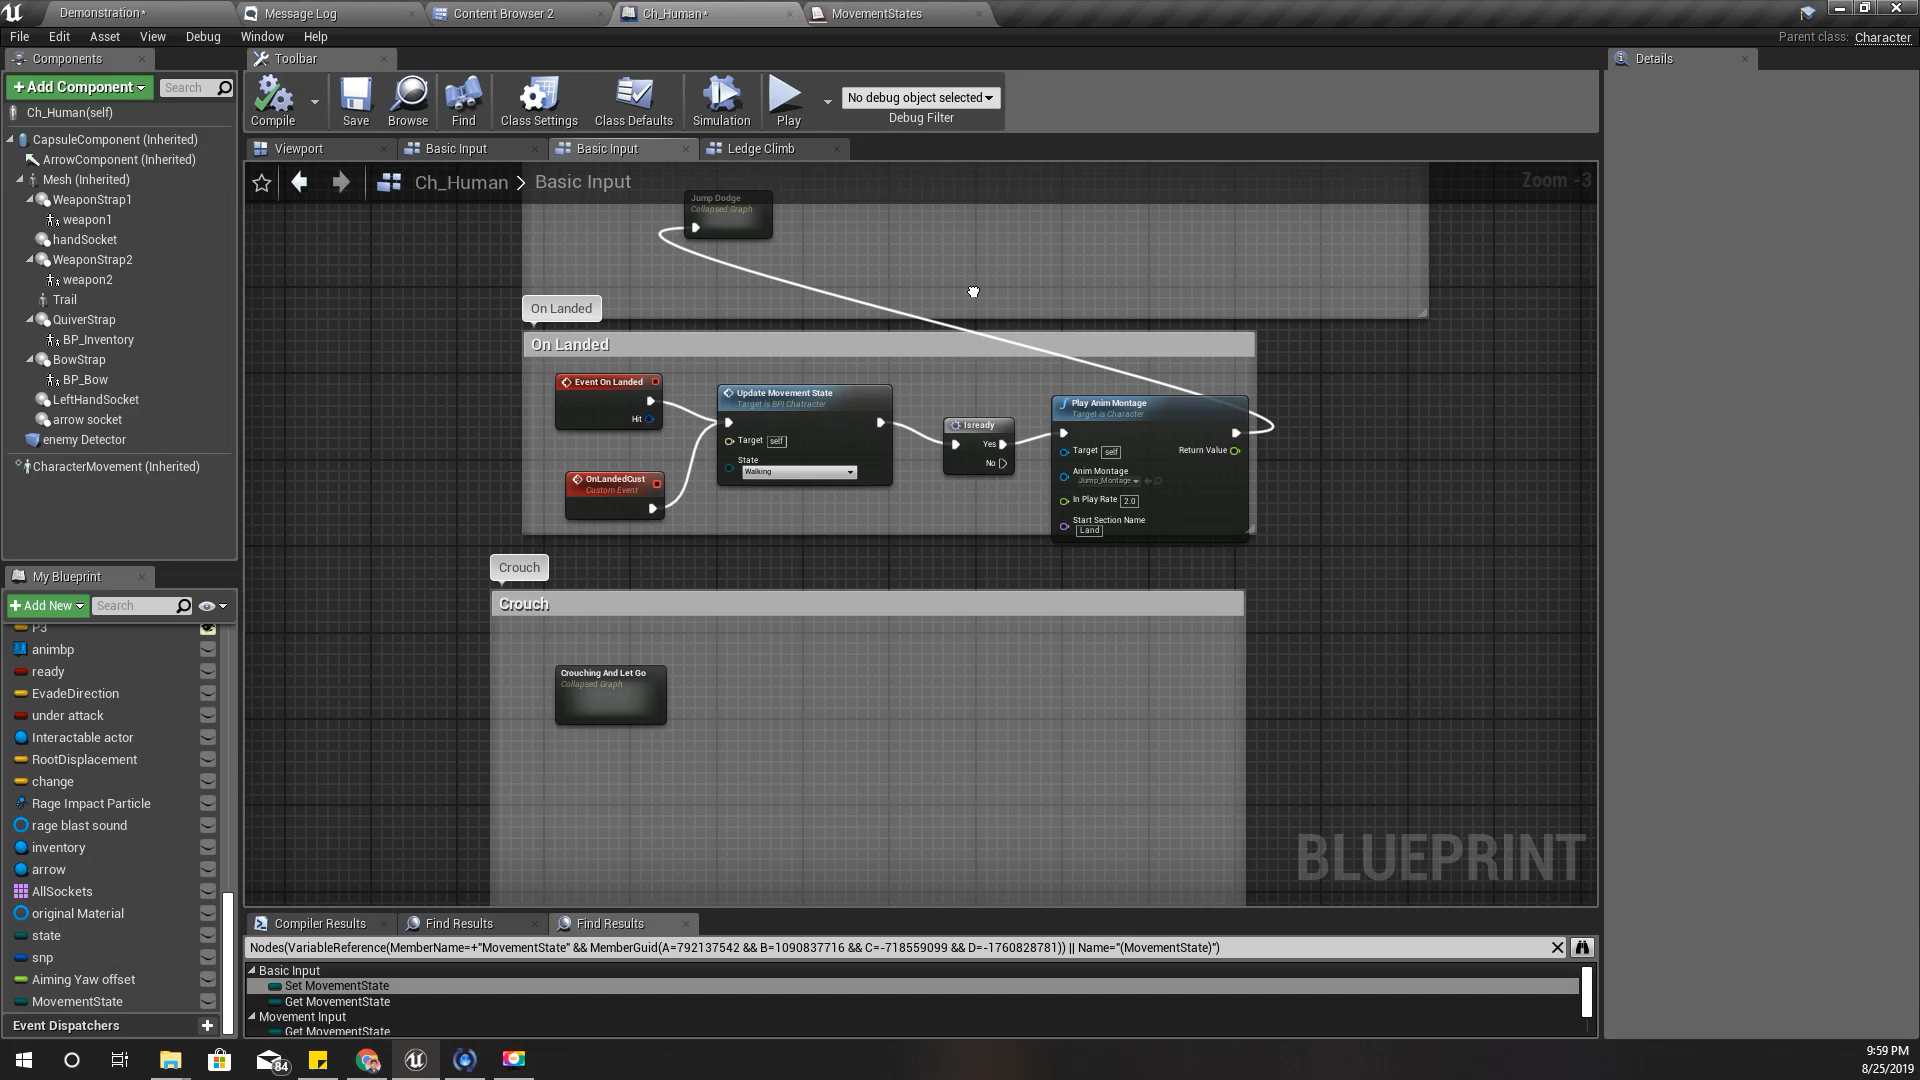 Demonstration*
Message Log
Content Browser 2
Ch_Human*
MovementStates
File Edit Asset View Debug Window Help
Parent class: Character
Components
Toolbar
Details
+Add Component
Search
Ch_Human(self)
CapsuleComponent (Inherited)
ArrowComponent (Inherited)
Mesh (Inherited)
WeaponStrap1
weapon1
handSocket
WeaponStrap2
weapon2
Trail
QuiverStrap
BP_Inventory
BowStrap
BP_Bow
LeftHandSocket
arrow socket
enemy Detector
CharacterMovement (Inherited)
Compile
Save
Browse
Find
Class Settings
Class Defaults
Simulation
Play
No debug object selected
Debug Filter
Viewport
Basic Input
Basic Input
Ledge Climb
Ch_Human > Basic Input
Zoom -3
Jump Dodge
Collapsed Graph
On Landed
On Landed
Event On Landed
Hit
OnLandedCust
Custom Event
Update Movement State
Target is BPI Chatracter
Target self
State
Walking
Isready
Yes
No
Play Anim Montage
Target is Character
Target self
Return Value
Anim Montage
Jump_Montage
In Play Rate 2.0
Start Section Name
Land
Crouch
Crouch
Crouching And Let Go
Collapsed Graph
BLUEPRINT
My Blueprint
+Add New
Search
P3
animbp
ready
EvadeDirection
under attack
Interactable actor
RootDisplacement
change
Rage Impact Particle
rage blast sound
inventory
arrow
AllSockets
original Material
state
snp
Aiming Yaw offset
MovementState
Event Dispatchers
Compiler Results
Find Results
Find Results
Nodes(VariableReference(MemberName=+"MovementState" && MemberGuid(A=792137542 && B=1090837716 && C=-718559099 && D=-1760828781)) || Name="(MovementState)")
Basic Input
Set MovementState
Get MovementState
Movement Input
Get MovementState
84
9:59 PM
8/25/2019